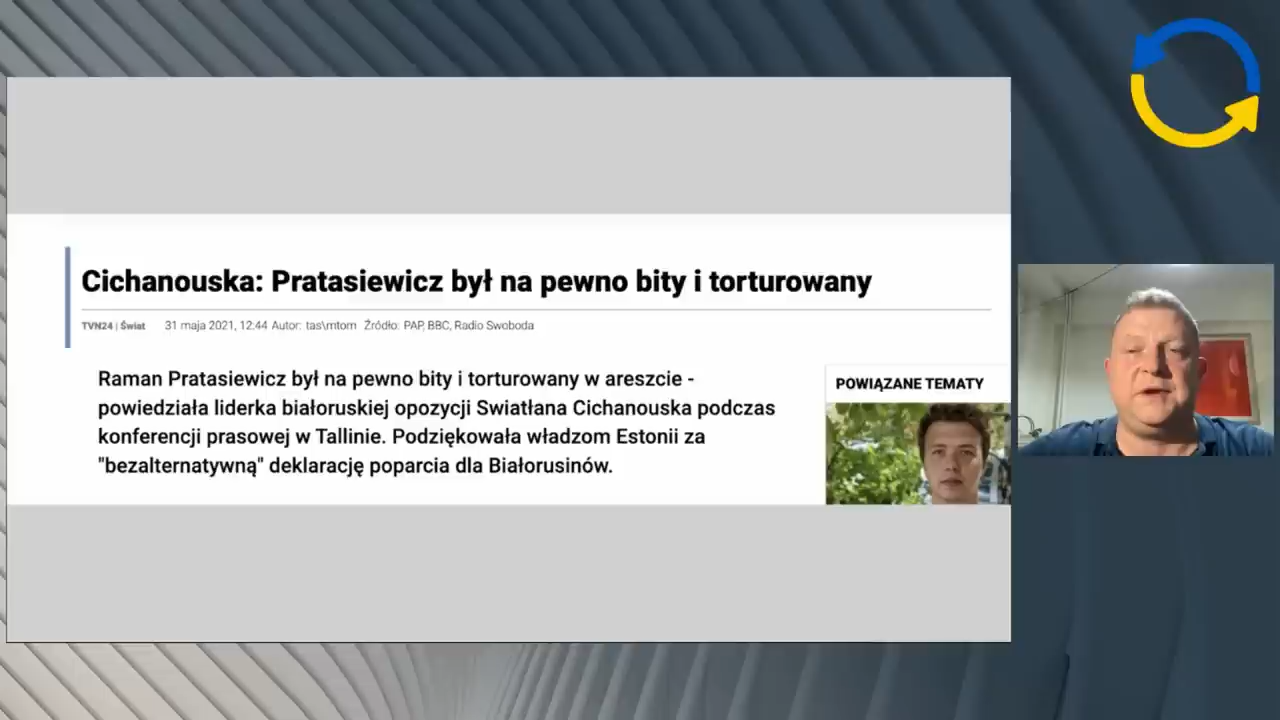 Cichanouska: Pratasiewicz był na pewno bity i torturowany
TVN24 | Świat 31 maja 2021, 12:44 Autor: tas\mtom Źródło: PAP, BBC, Radio Swoboda
Raman Pratasiewicz był na pewno bity i torturowany w areszcie -
powiedziała liderka białoruskiej opozycji Swiatłana Cichanouska podczas
konferencji prasowej w Tallinie. Podziękowała władzom Estonii za
"bezalternatywną" deklarację poparcia dla Białorusinów.
POWIĄZANE TEMATY